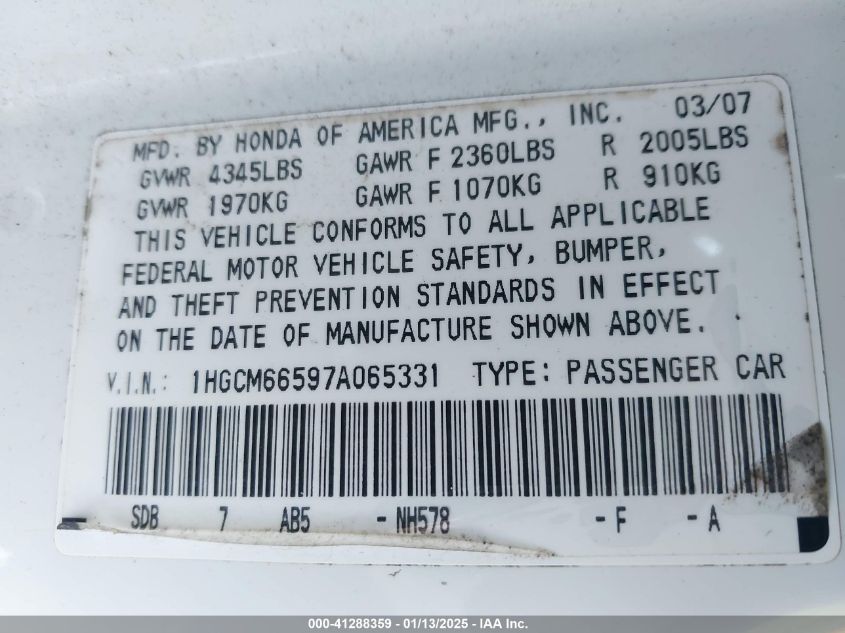 MFD. BY HONDA OF AMERICA MFG., INC. 03/07
GVWR 4345LBS GAWR F 2360LBS R 2005LBS
GVWR 1970KG GAWR F 1070KG R 910KG
THIS VEHICLE CONFORMS TO ALL APPLICABLE
FEDERAL MOTOR VEHICLE SAFETY, BUMPER,
AND THEFT PREVENTION STANDARDS IN EFFECT
ON THE DATE OF MANUFACTURE SHOWN ABOVE.
V.I.N.: 1HGCM66597A065331 TYPE: PASSENGER CAR
SDB 7 AB5 - NH578 - F - A
000-41288359 - 01/13/2025 - IAA Inc.